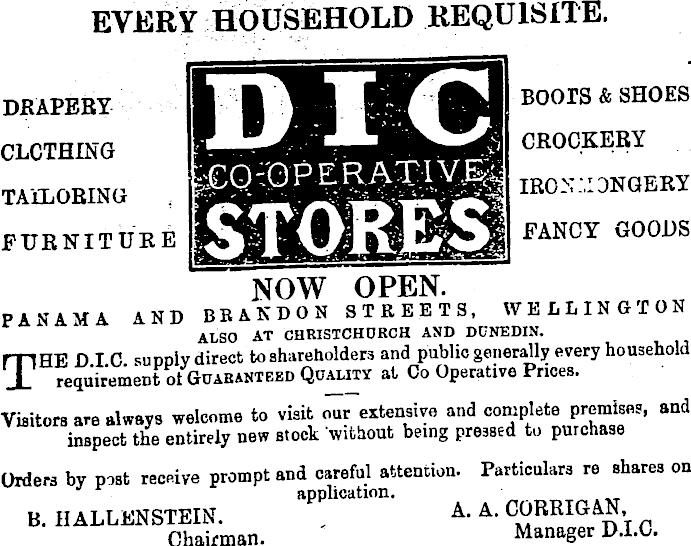 EVERY HOUSEHOLD REQUISITE.
DRAPERY
CLOTHING
TAILORING
FURNITURE
DIC
CO-OPERATIVE
STORES
BOOTS & SHOES
CROCKERY
IRONMONGERY
FANCY GOODS
NOW OPEN.
PANAMA AND BRANDON STREETS, WELLINGTON
ALSO AT CHRISTCHURCH AND DUNEDIN.
THE D.I.C. supply direct to shareholders and public generally every household
requirement of GUARANTEED QUALITY at Co Operative Prices.
Visitors are always welcome to visit our extensive and complete premises, and
inspect the entirely new stock without being pressed to purchase
Orders by post receive prompt and careful attention. Particulars re shares on
application.
B. HALLENSTEIN.
Chairman.
A. A. CORRIGAN,
Manager D.I.C.